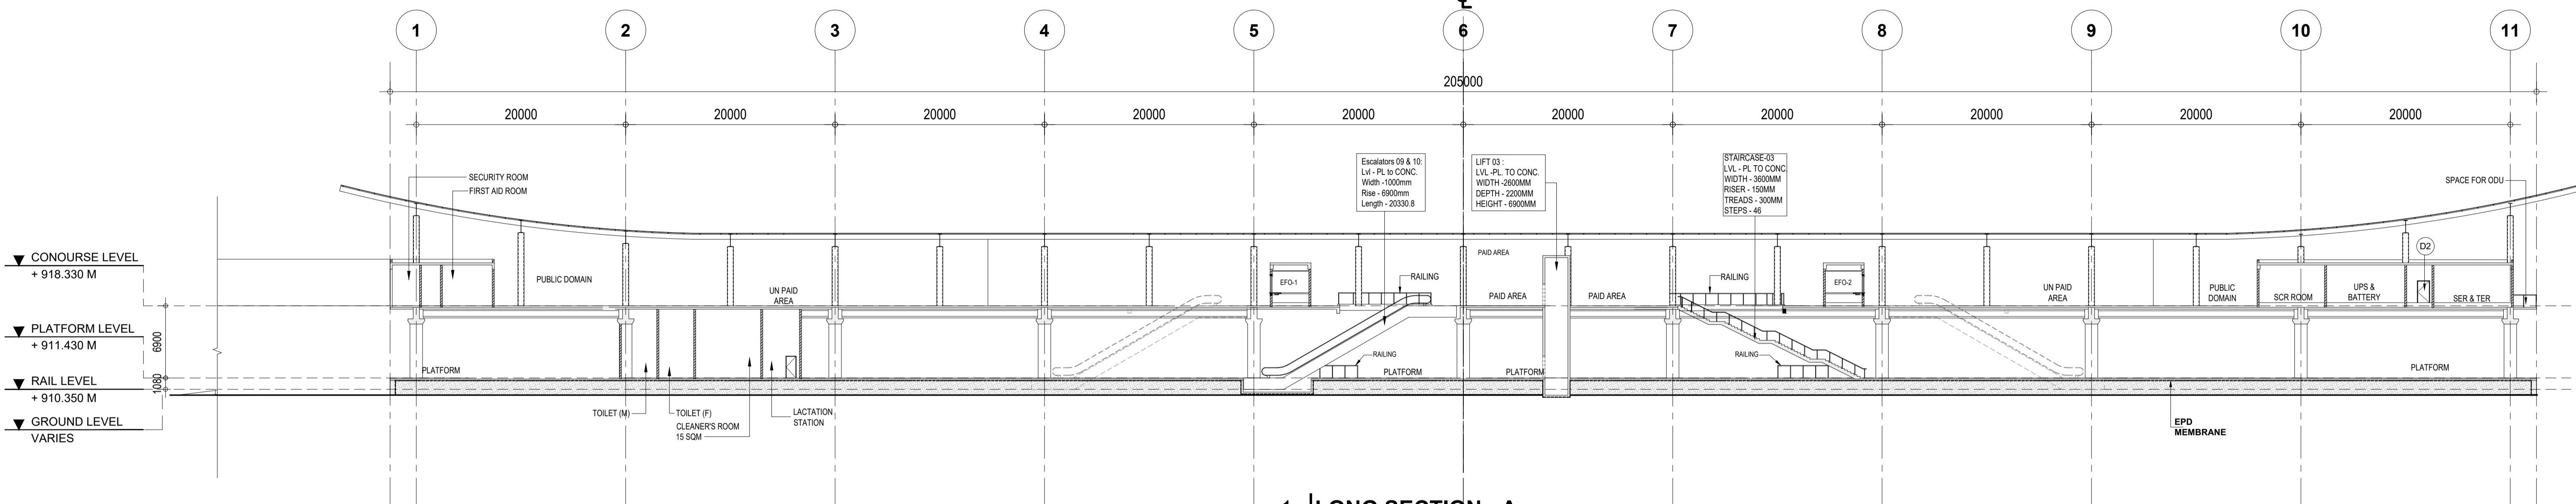 ℄
1 2 3 4 5 6 7 8 9 10 11
205000
20000 20000 20000 20000 20000 20000 20000 20000 20000 20000
Escalators 09 & 10:
Lvl - PL to CONC.
Width -1000mm
Rise - 6900mm
Length - 20330.8
LIFT 03 :
LVL -PL. TO CONC.
WIDTH -2600MM
DEPTH - 2200MM
HEIGHT - 6900MM
STAIRCASE-03
LVL - PL TO CONC.
WIDTH - 3600MM
RISER - 150MM
TREADS - 300MM
STEPS - 46
SECURITY ROOM
FIRST AID ROOM
SPACE FOR ODU
CONOURSE LEVEL
+ 918.330 M
PLATFORM LEVEL
+ 911.430 M
RAIL LEVEL
+ 910.350 M
GROUND LEVEL
VARIES
6900
1080
PUBLIC DOMAIN
UN PAID
AREA
EFO-1
RAILING
PAID AREA
PAID AREA
PAID AREA
RAILING
EFO-2
UN PAID
AREA
PUBLIC
DOMAIN
SCR ROOM
UPS &
BATTERY
D2
SER & TER
PLATFORM
RAILING
PLATFORM
PLATFORM
RAILING
PLATFORM
TOILET (M)
TOILET (F)
CLEANER'S ROOM
15 SQM
LACTATION
STATION
EPD
MEMBRANE
LONG SECTION - A